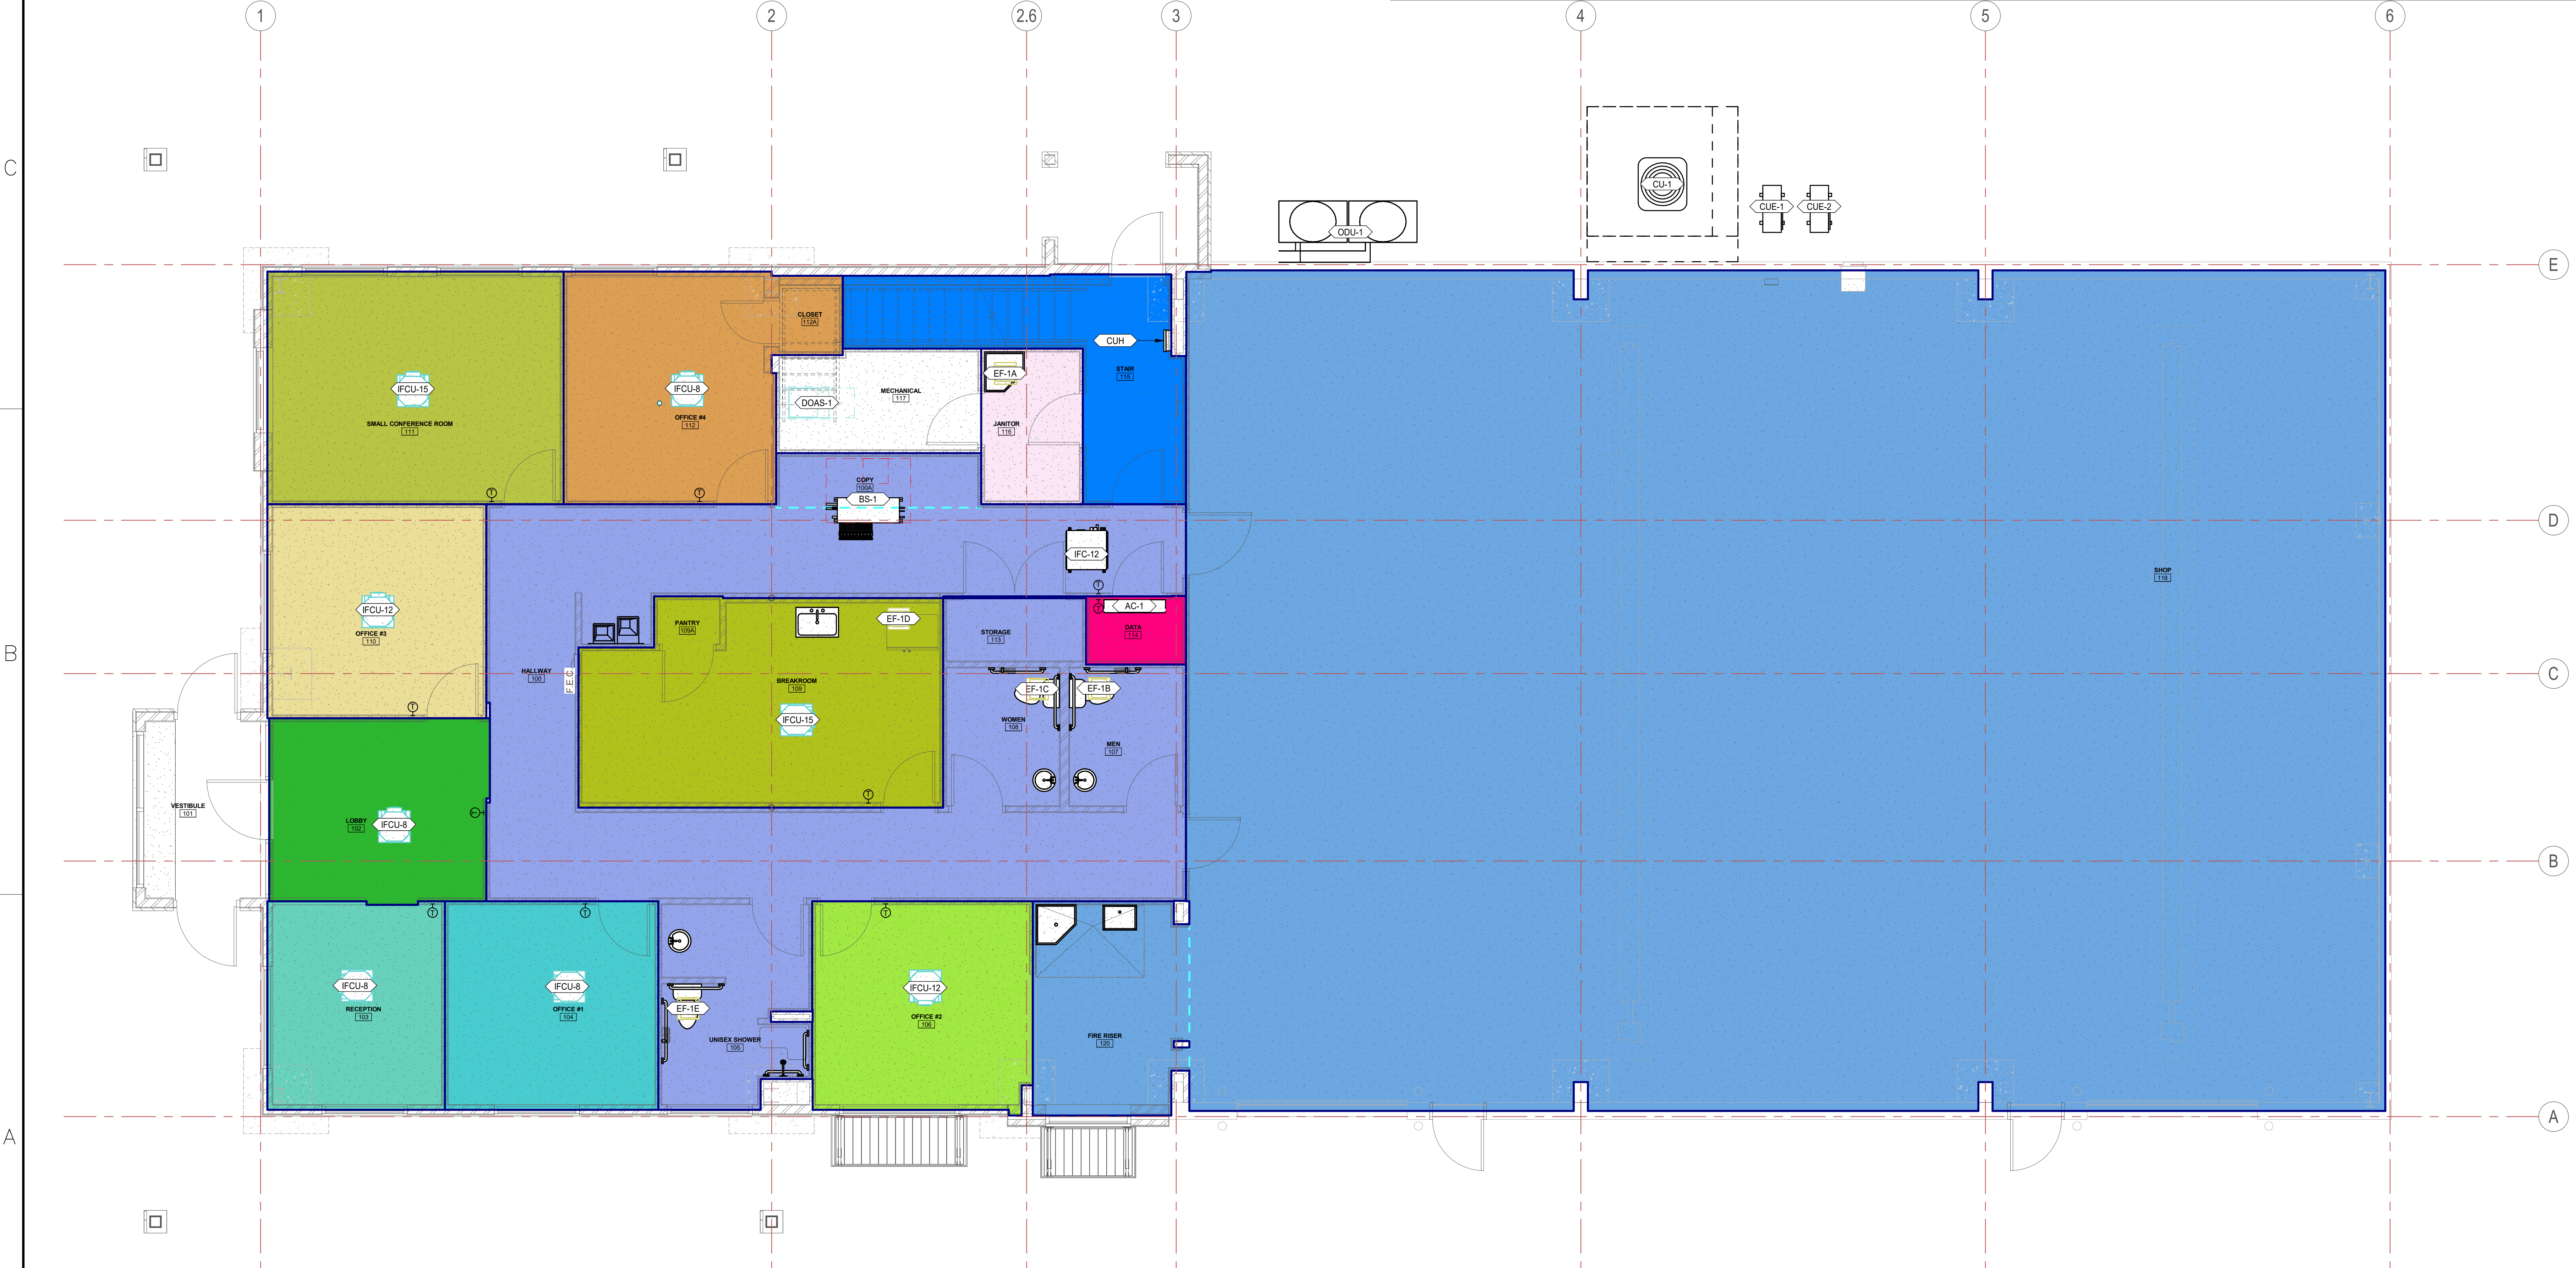 1
2
2.6
3
4
5
6
C
CU-1
CUE-1
CUE-2
ODU-1
E
CLOSET
112A
CUH
STAIR
115
EF-1A
IFCU-15
SMALL CONFERENCE ROOM
111
IFCU-8
OFFICE #4
112
DOAS-1
MECHANICAL
117
JANITOR
116
T
T
COPY
100A
BS-1
D
IFC-12
SHOP
118
T
T
AC-1
DATA
114
IFCU-12
OFFICE #3
110
PANTRY
109A
EF-1D
STORAGE
113
B
HALLWAY
100
F.E.C.
BREAKROOM
109
C
EF-1C
EF-1B
T
IFCU-15
WOMEN
108
MEN
107
T
VESTIBULE
101
LOBBY
102
IFCU-8
T
B
T
T
T
IFCU-8
RECEPTION
103
IFCU-8
OFFICE #1
104
EF-1E
UNISEX SHOWER
105
IFCU-12
OFFICE #2
106
FIRE RISER
120
A
A